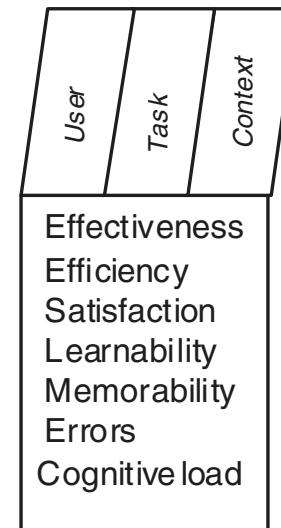 User
Task
Context
Effectiveness
Efficiency
Satisfaction
Learnability
Memorability
Errors
Cognitive load